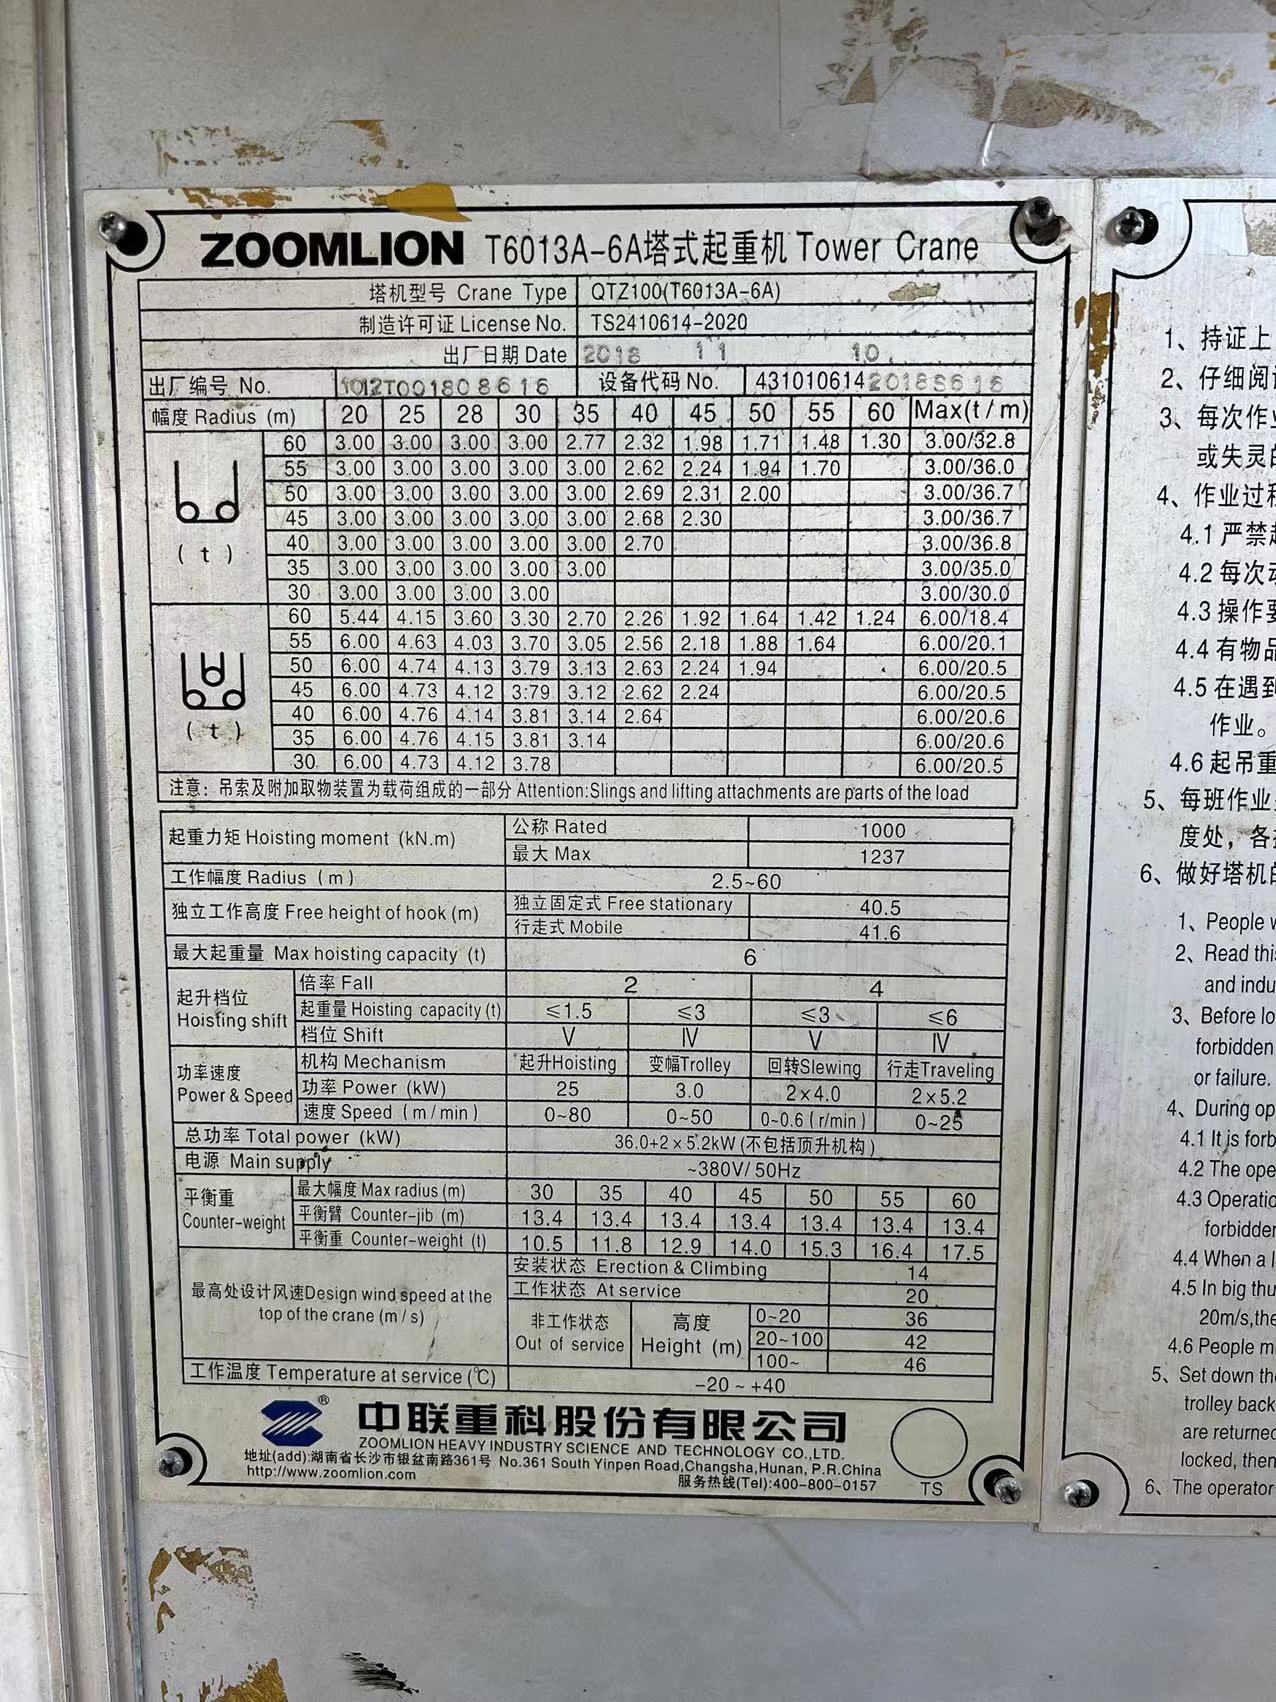 ZOOMLION T6013A-6A塔式起重机 Tower Crane
塔机型号 Crane Type QTZ100(T6013A-6A)
制造许可证 License No. TS2410614-2020
出厂日期 Date 2018 11 10
出厂编号 No. 1012T001808616 设备代码 No. 4310106142018S616
幅度 Radius (m) 20 25 28 30 35 40 45 50 55 60 Max(t/m)
60 3.00 3.00 3.00 3.00 2.77 2.32 1.98 1.71 1.48 1.30 3.00/32.8
55 3.00 3.00 3.00 3.00 3.00 2.62 2.24 1.94 1.70 3.00/36.0
50 3.00 3.00 3.00 3.00 3.00 2.69 2.31 2.00 3.00/36.7
45 3.00 3.00 3.00 3.00 3.00 2.68 2.30 3.00/36.7
(t) 40 3.00 3.00 3.00 3.00 3.00 2.70 3.00/36.8
35 3.00 3.00 3.00 3.00 3.00 3.00/35.0
30 3.00 3.00 3.00 3.00 3.00/30.0
60 5.44 4.15 3.60 3.30 2.70 2.26 1.92 1.64 1.42 1.24 6.00/18.4
55 6.00 4.63 4.03 3.70 3.05 2.56 2.18 1.88 1.64 6.00/20.1
50 6.00 4.74 4.13 3.79 3.13 2.63 2.24 1.94 6.00/20.5
45 6.00 4.73 4.12 3.79 3.12 2.62 2.24 6.00/20.5
40 6.00 4.76 4.14 3.81 3.14 2.64 6.00/20.6
(t) 35 6.00 4.76 4.15 3.81 3.14 6.00/20.6
30 6.00 4.73 4.12 3.78 6.00/20.5
注意: 吊索及附加取物装置为载荷组成的一部分 Attention:Slings and lifting attachments are parts of the load
起重力矩 Hoisting moment (kN.m) 公称 Rated 1000
最大 Max 1237
工作幅度 Radius (m) 2.5~60
独立工作高度 Free height of hook (m) 独立固定式 Free stationary 40.5
行走式 Mobile 41.6
最大起重量 Max hoisting capacity (t) 6
起升档位 Hoisting shift 倍率 Fall 2 4
起重量 Hoisting capacity (t) ≤1.5 ≤3 ≤3 ≤6
档位 Shift V IV V IV
功率速度 Power & Speed 机构 Mechanism 起升Hoisting 变幅Trolley 回转Slewing 行走Traveling
功率 Power (kW) 25 3.0 2×4.0 2×5.2
速度 Speed (m/min) 0~80 0~50 0~0.6 (r/min) 0~25
总功率 Total power (kW) 36.0+2×5.2kW (不包括顶升机构)
电源 Main supply ~380V/50Hz
平衡重 Counter-weight 最大幅度 Max radius (m) 30 35 40 45 50 55 60
平衡臂 Counter-jib (m) 13.4 13.4 13.4 13.4 13.4 13.4 13.4
平衡重 Counter-weight (t) 10.5 11.8 12.9 14.0 15.3 16.4 17.5
最高处设计风速Design wind speed at the top of the crane (m/s) 安装状态 Erection & Climbing 14
工作状态 At service 20
非工作状态 Out of service 高度 Height (m) 0~20 36
20~100 42
100~ 46
工作温度 Temperature at service (℃) -20~+40
® 中联重科股份有限公司
ZOOMLION HEAVY INDUSTRY SCIENCE AND TECHNOLOGY CO.,LTD.
地址(add):湖南省长沙市银盆南路361号 No.361 South Yinpen Road,Changsha,Hunan, P.R.China
http://www.zoomlion.com 服务热线(Tel):400-800-0157
TS
1、持证上
2、仔细阅
3、每次作
或失灵
4、作业过
4.1 严禁
4.2 每次
4.3 操作
4.4 有物
4.5 在遇
作业。
4.6 起吊
5、每班作业
度处，各
6、做好塔机
1、People
2、Read
and
3、Before
forbidden
or failure.
4、During
4.1 It is
4.2 The
4.3
forbidden
4.4 When a
4.5 In big
20m/s,
4.6 People
5、Set down
trolley back
are returned
locked, then
6、The operator